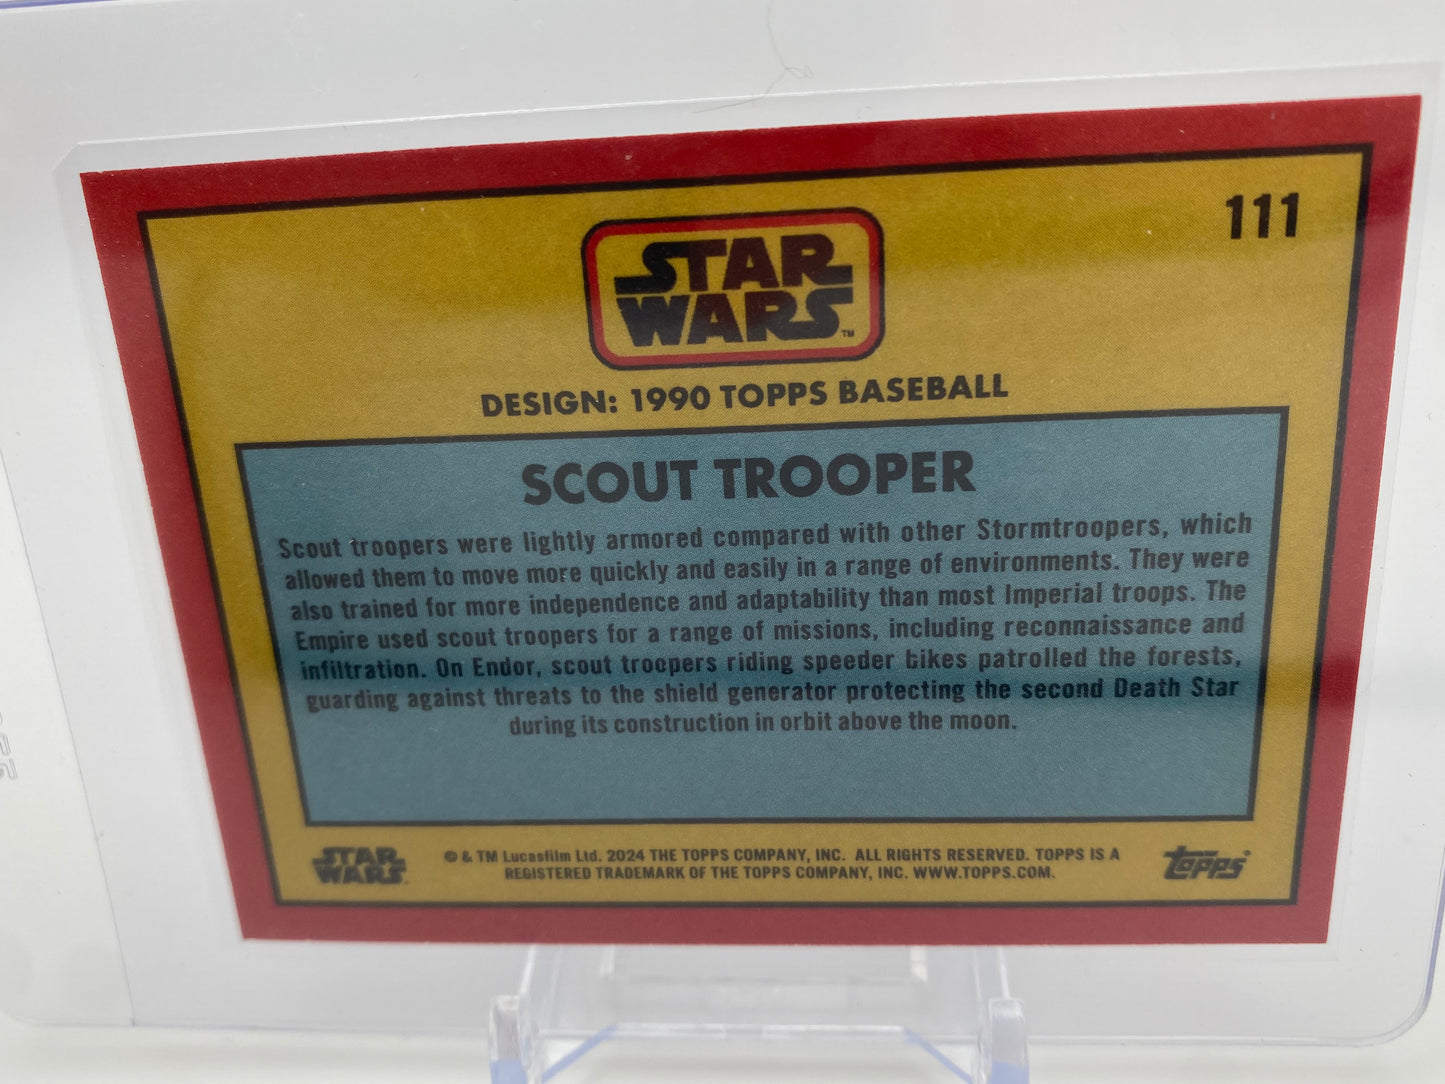 111
STAR
WARS™
DESIGN: 1990 TOPPS BASEBALL
SCOUT TROOPER
Scout troopers were lightly armored compared with other Stormtroopers, which
allowed them to move more quickly and easily in a range of environments. They were
also trained for more independence and adaptability than most Imperial troops. The
Empire used scout troopers for a range of missions, including reconnaissance and
infiltration. On Endor, scout troopers riding speeder bikes patrolled the forests,
guarding against threats to the shield generator protecting the second Death Star
during its construction in orbit above the moon.
STAR
WARS
© & TM Lucasfilm Ltd. 2024 THE TOPPS COMPANY, INC. ALL RIGHTS RESERVED. TOPPS IS A
REGISTERED TRADEMARK OF THE TOPPS COMPANY, INC. WWW.TOPPS.COM.
topps